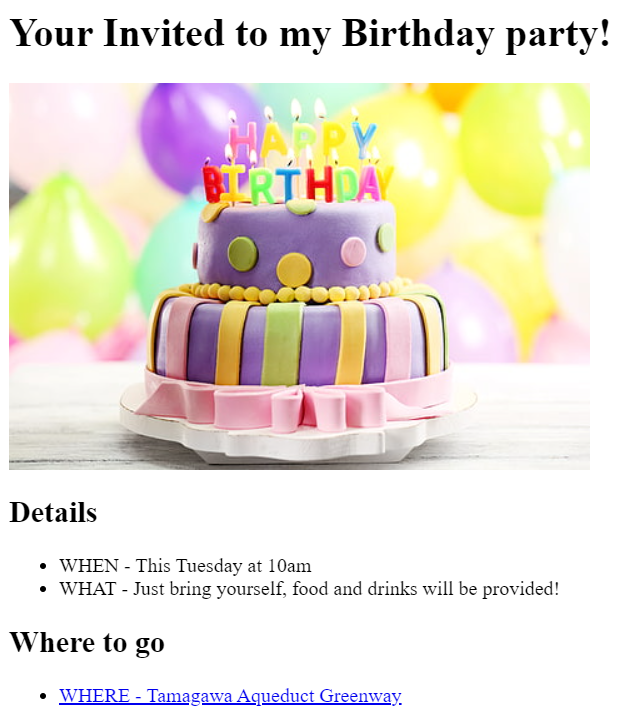 Your Invited to my Birthday party!
HAPPY
BIRTHDAY
Details
WHEN - This Tuesday at 10am
WHAT - Just bring yourself, food and drinks will be provided!
Where to go
WHERE - Tamagawa Aqueduct Greenway